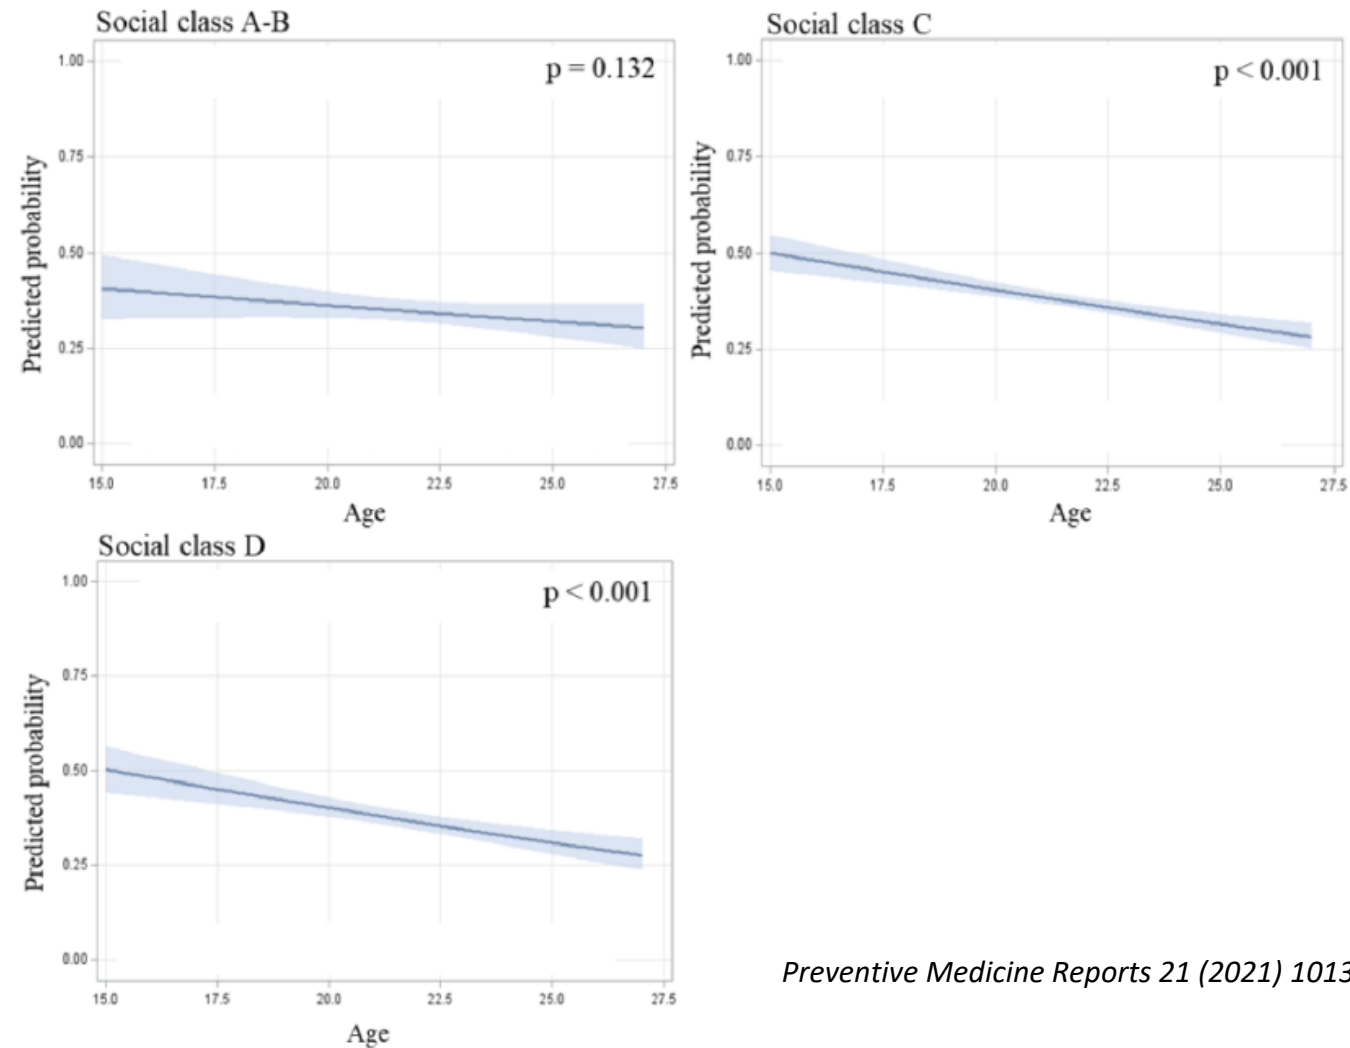 Social class A-B
p = 0.132
Predicted probability
1.00
0.75
0.50
0.25
0.00
15.0 17.5 20.0 22.5 25.0 27.5
Age
Social class C
p < 0.001
Predicted probability
1.00
0.75
0.50
0.25
0.00
15.0 17.5 20.0 22.5 25.0 27.5
Age
Social class D
p < 0.001
Predicted probability
1.00
0.75
0.50
0.25
0.00
15.0 17.5 20.0 22.5 25.0 27.5
Age
Preventive Medicine Reports 21 (2021) 1013